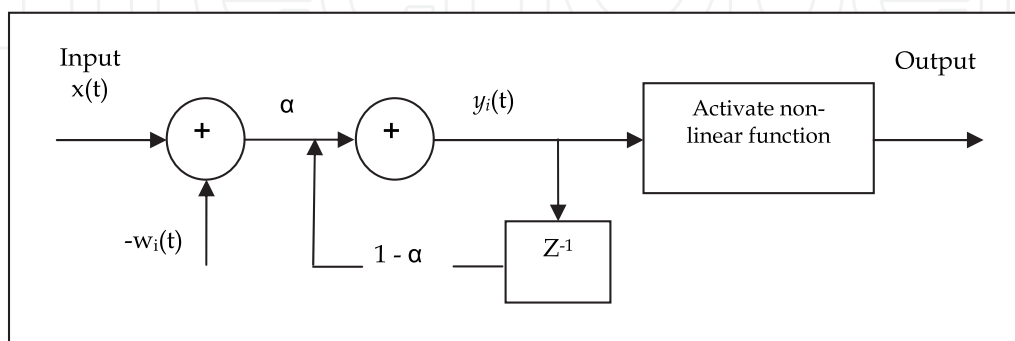 Input
x(t)
Output
α
yᵢ(t)
+
+
Activate non-
linear function
-wᵢ(t)
1 - α
Z⁻¹